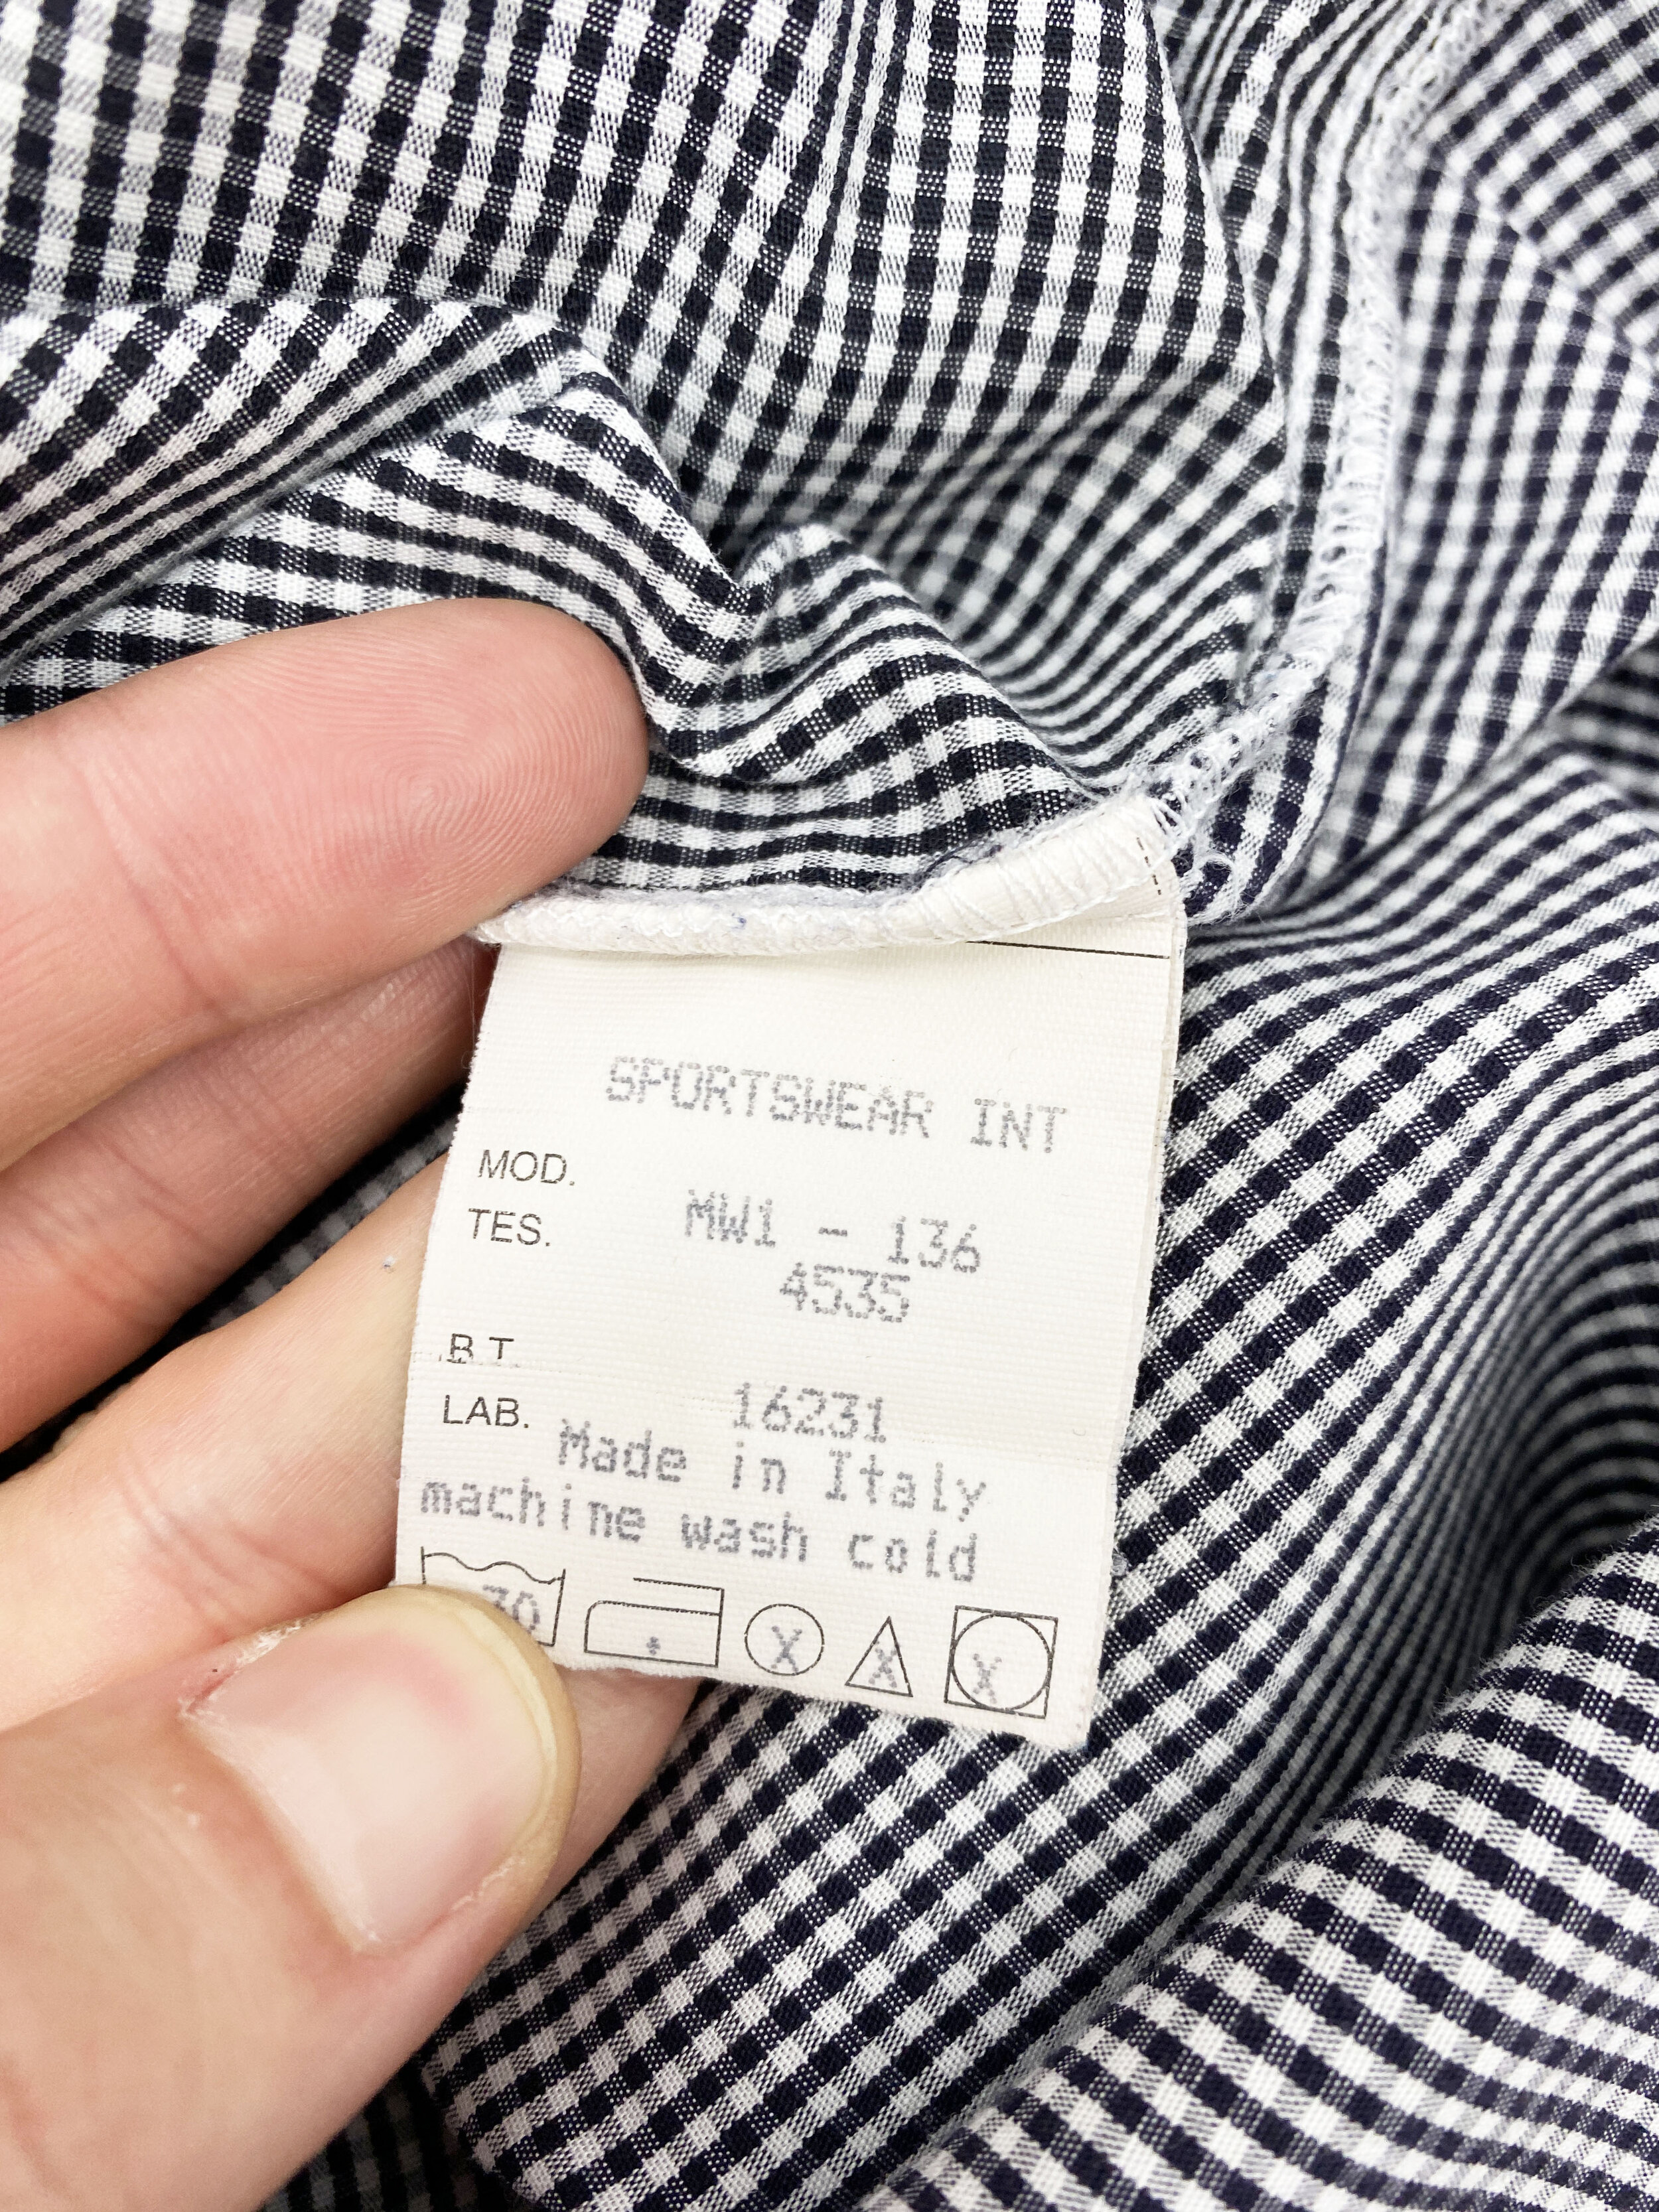 SPORTSWEAR INT
MOD.
TES. MW1 - 136
4535
B.T.
LAB. 16231
Made in Italy
machine wash cold
30 X X X